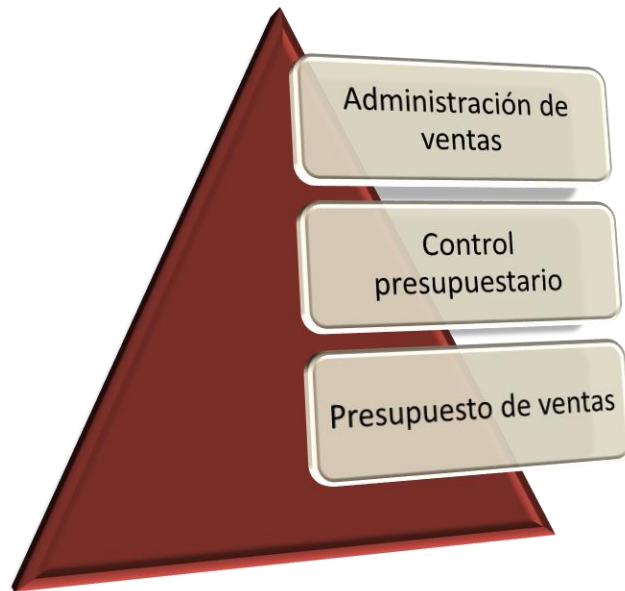 Administración de
ventas
Control
presupuestario
Presupuesto de ventas